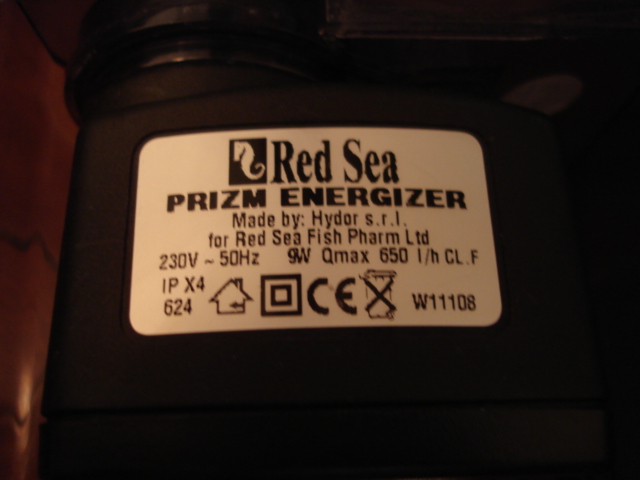 Red Sea
PRIZM ENERGIZER
Made by: Hydor s.r.l.
for Red Sea Fish Pharm Ltd
230V ~ 50Hz 9W Qmax 650 l/h CL.F
IP X4
624 CE W11108